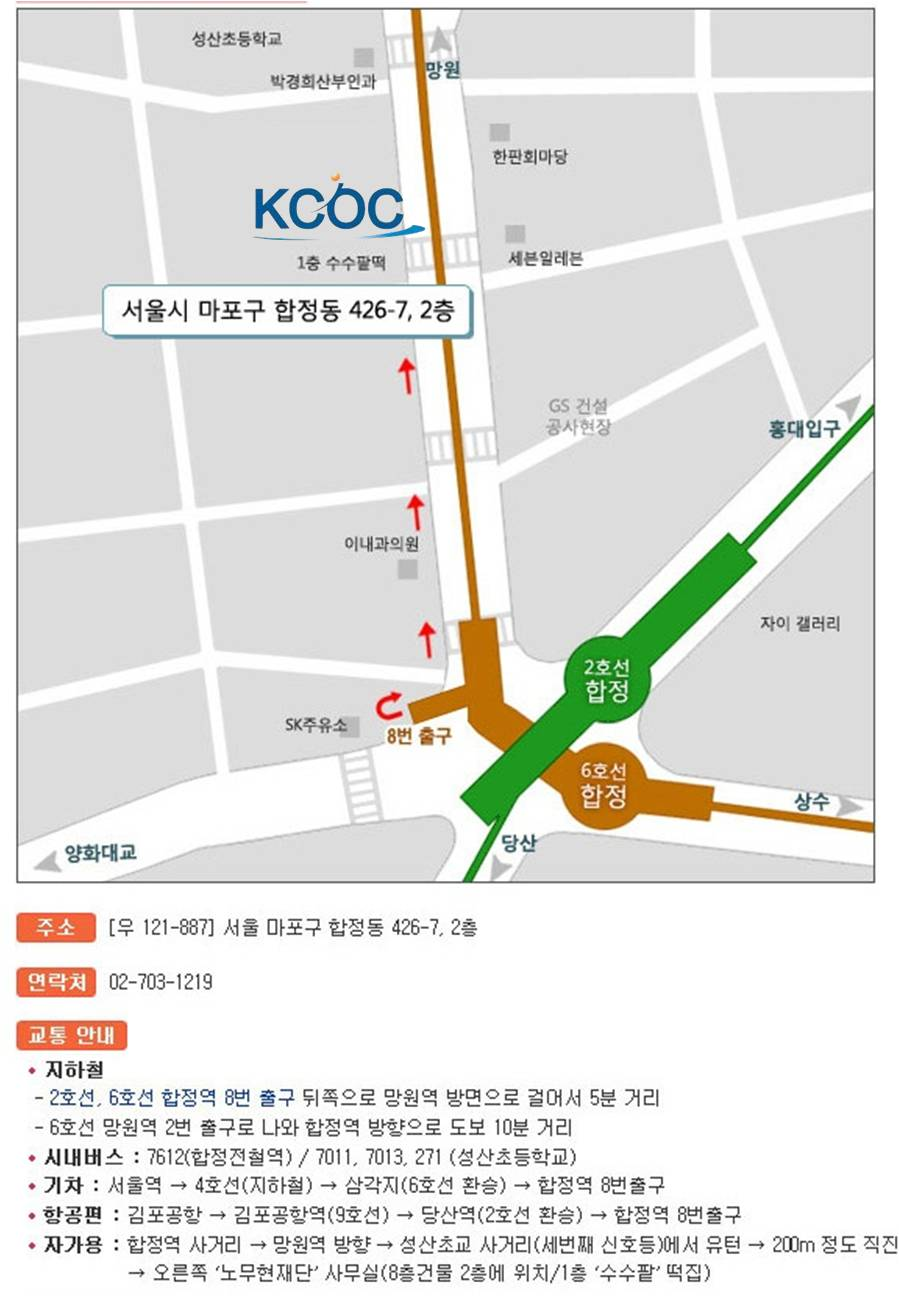 성산초등학교
망원
박경희산부인과
한판회마당
KCOC
1층 수수팥떡
세븐일레븐
서울시 마포구 합정동 426-7, 2층
GS 건설
공사현장
홍대입구
이내과의원
자이 갤러리
2호선
합정
SK주유소
8번 출구
6호선
합정
상수
당산
양화대교
주소 [우 121-887] 서울 마포구 합정동 426-7, 2층
연락처 02-703-1219
교통 안내
• 지하철
- 2호선, 6호선 합정역 8번 출구 뒤쪽으로 망원역 방면으로 걸어서 5분 거리
- 6호선 망원역 2번 출구로 나와 합정역 방향으로 도보 10분 거리
• 시내버스 : 7612(합정전철역) / 7011, 7013, 271 (성산초등학교)
• 기차 : 서울역 → 4호선(지하철) → 삼각지(6호선 환승) → 합정역 8번출구
• 항공편 : 김포공항 → 김포공항역(9호선) → 당산역(2호선 환승) → 합정역 8번출구
• 자가용 : 합정역 사거리 → 망원역 방향 → 성산초교 사거리(세번째 신호등)에서 유턴 → 200m 정도 직진
→ 오른쪽 '노무현재단' 사무실(8층건물 2층에 위치/1층 '수수팥' 떡집)